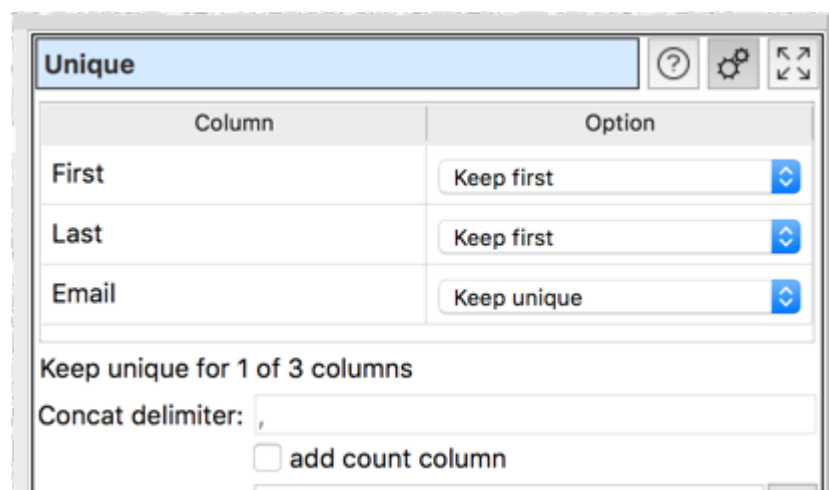 Unique
Column Option
First Keep first
Last Keep first
Email Keep unique
Keep unique for 1 of 3 columns
Concat delimiter: ,
add count column